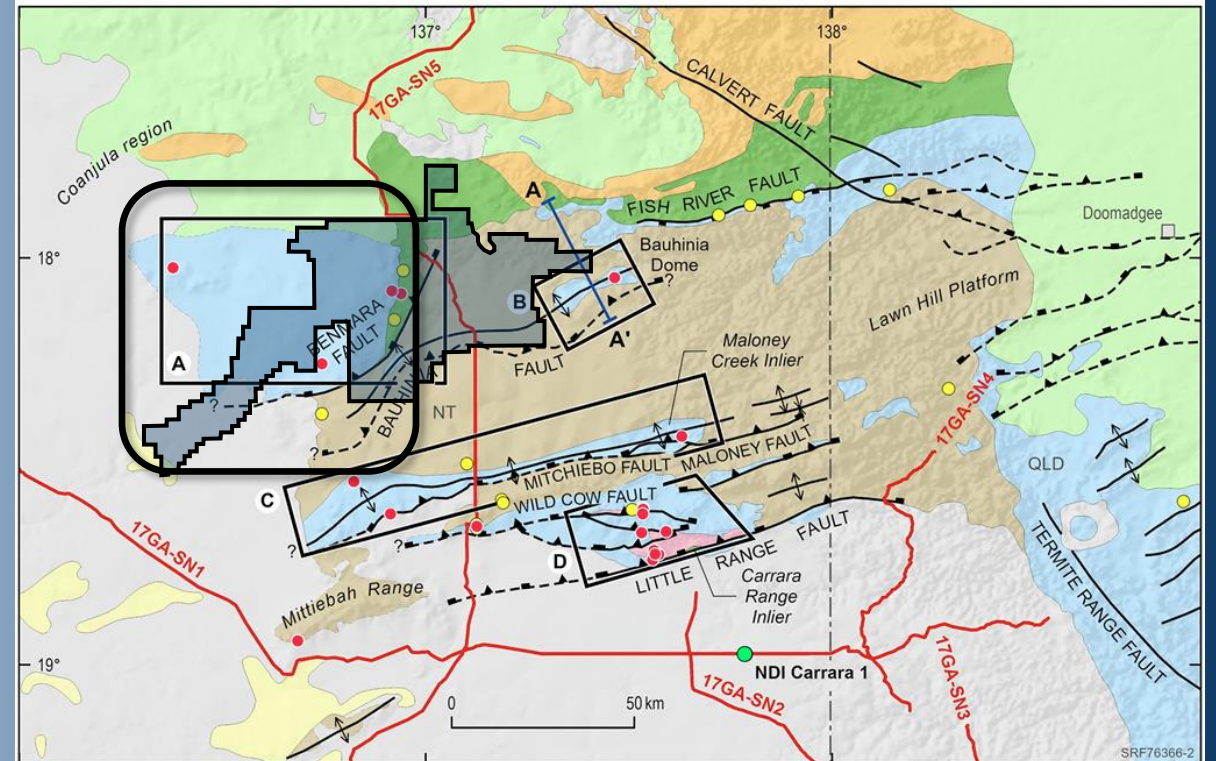 137°
138°
17GA-SN5
CALVERT FAULT
Coanjula region
A
FISH RIVER FAULT
Doomadgee
18°
Bauhinia
Dome
?
B
Lawn Hill Platform
BENMARA
FAULT
A'
Maloney
Creek Inlier
A
FAULT
?
BAUHINIA
NT
17GA-SN4
?
MITCHIEBO FAULT
MALONEY FAULT
QLD
C
WILD COW FAULT
17GA-SN1
?
?
D
LITTLE RANGE FAULT
TERMITE RANGE FAULT
Mittiebah Range
Carrara
Range
Inlier
19°
NDI Carrara 1
17GA-SN3
17GA-SN2
0
50 km
SRF76366-2